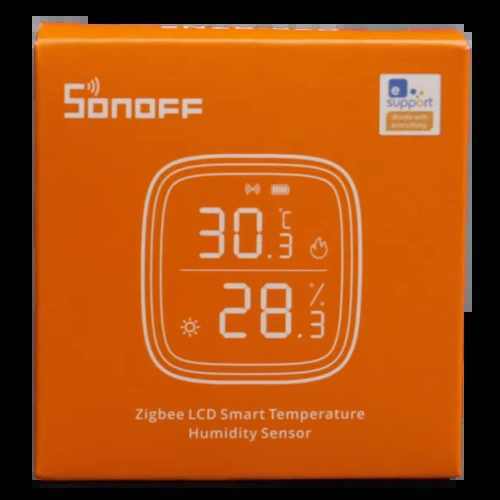 SONOFF
e
support
Works with
everything
30.3 °C
28.3 %
Zigbee LCD Smart Temperature
Humidity Sensor